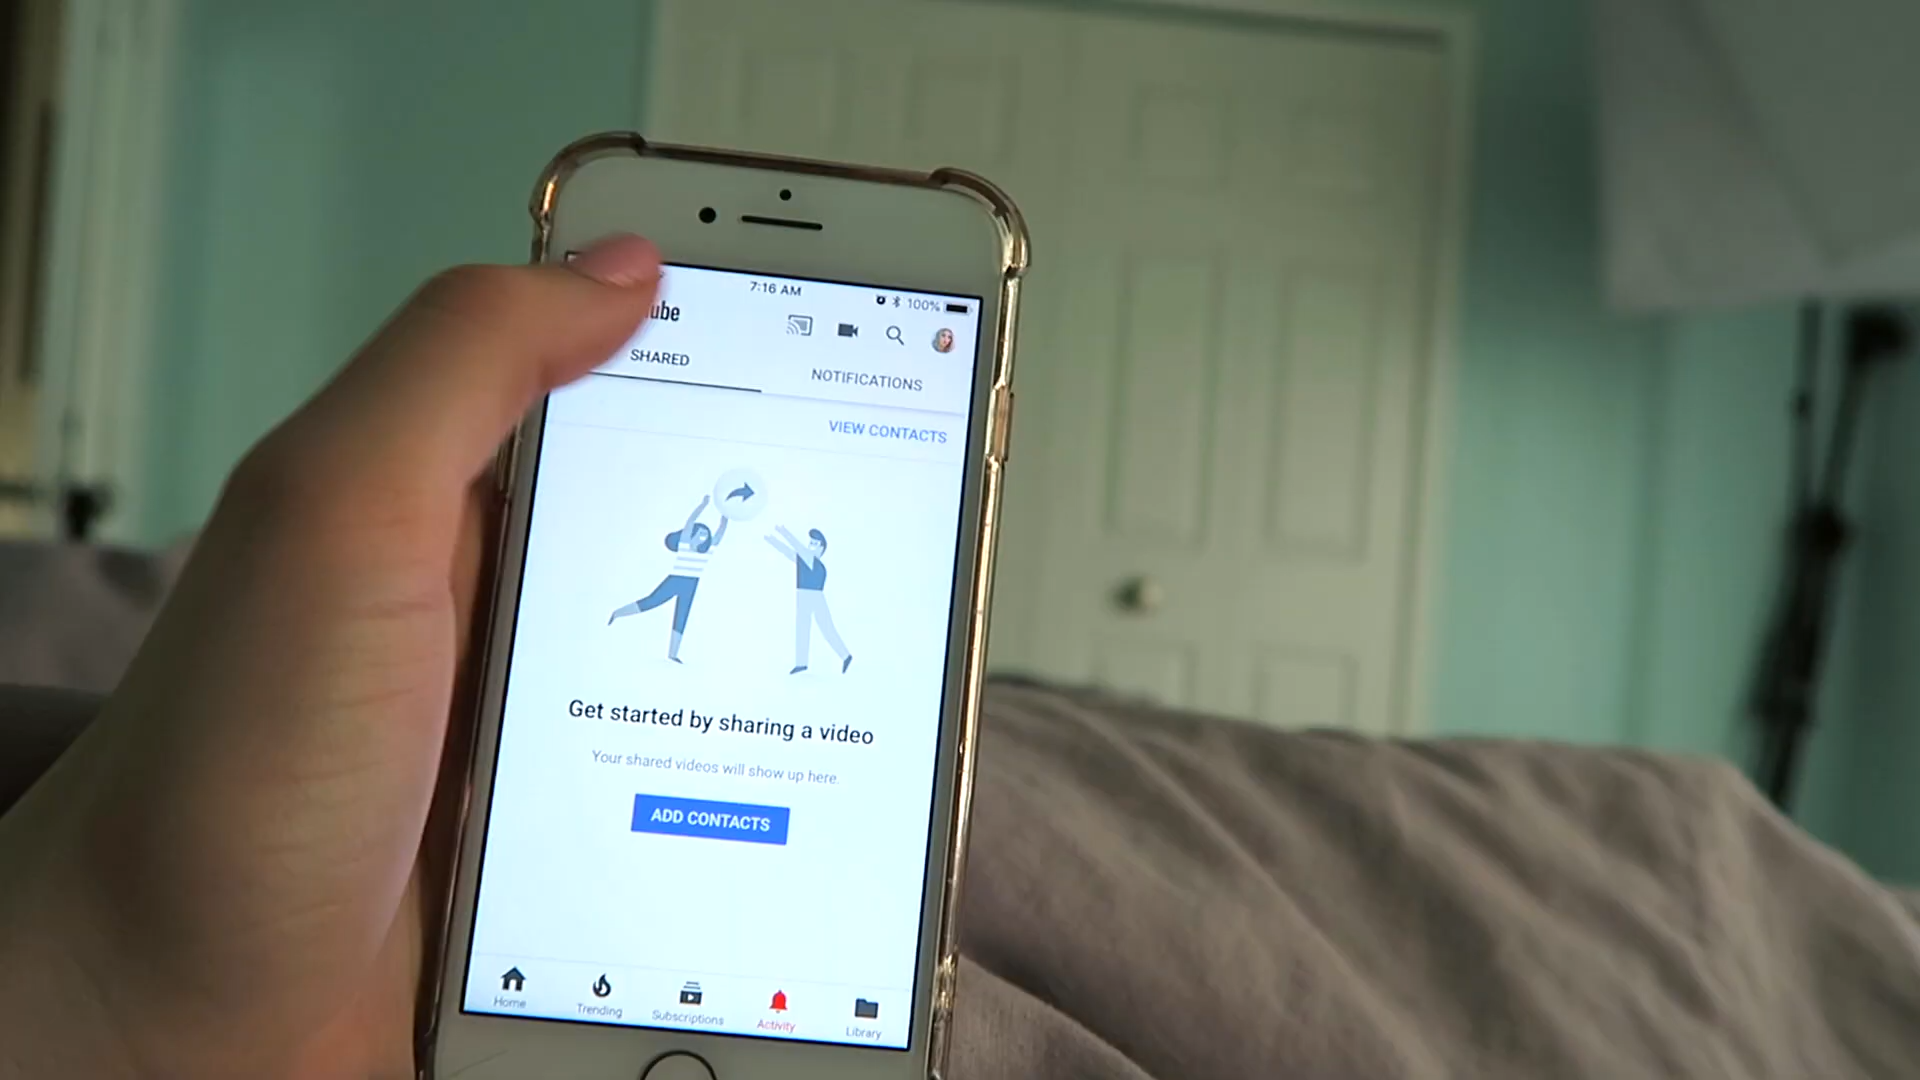 7:16 AM 100%
ube
SHARED NOTIFICATIONS
VIEW CONTACTS
Get started by sharing a video
Your shared videos will show up here.
ADD CONTACTS
Home Trending Subscriptions Activity Library